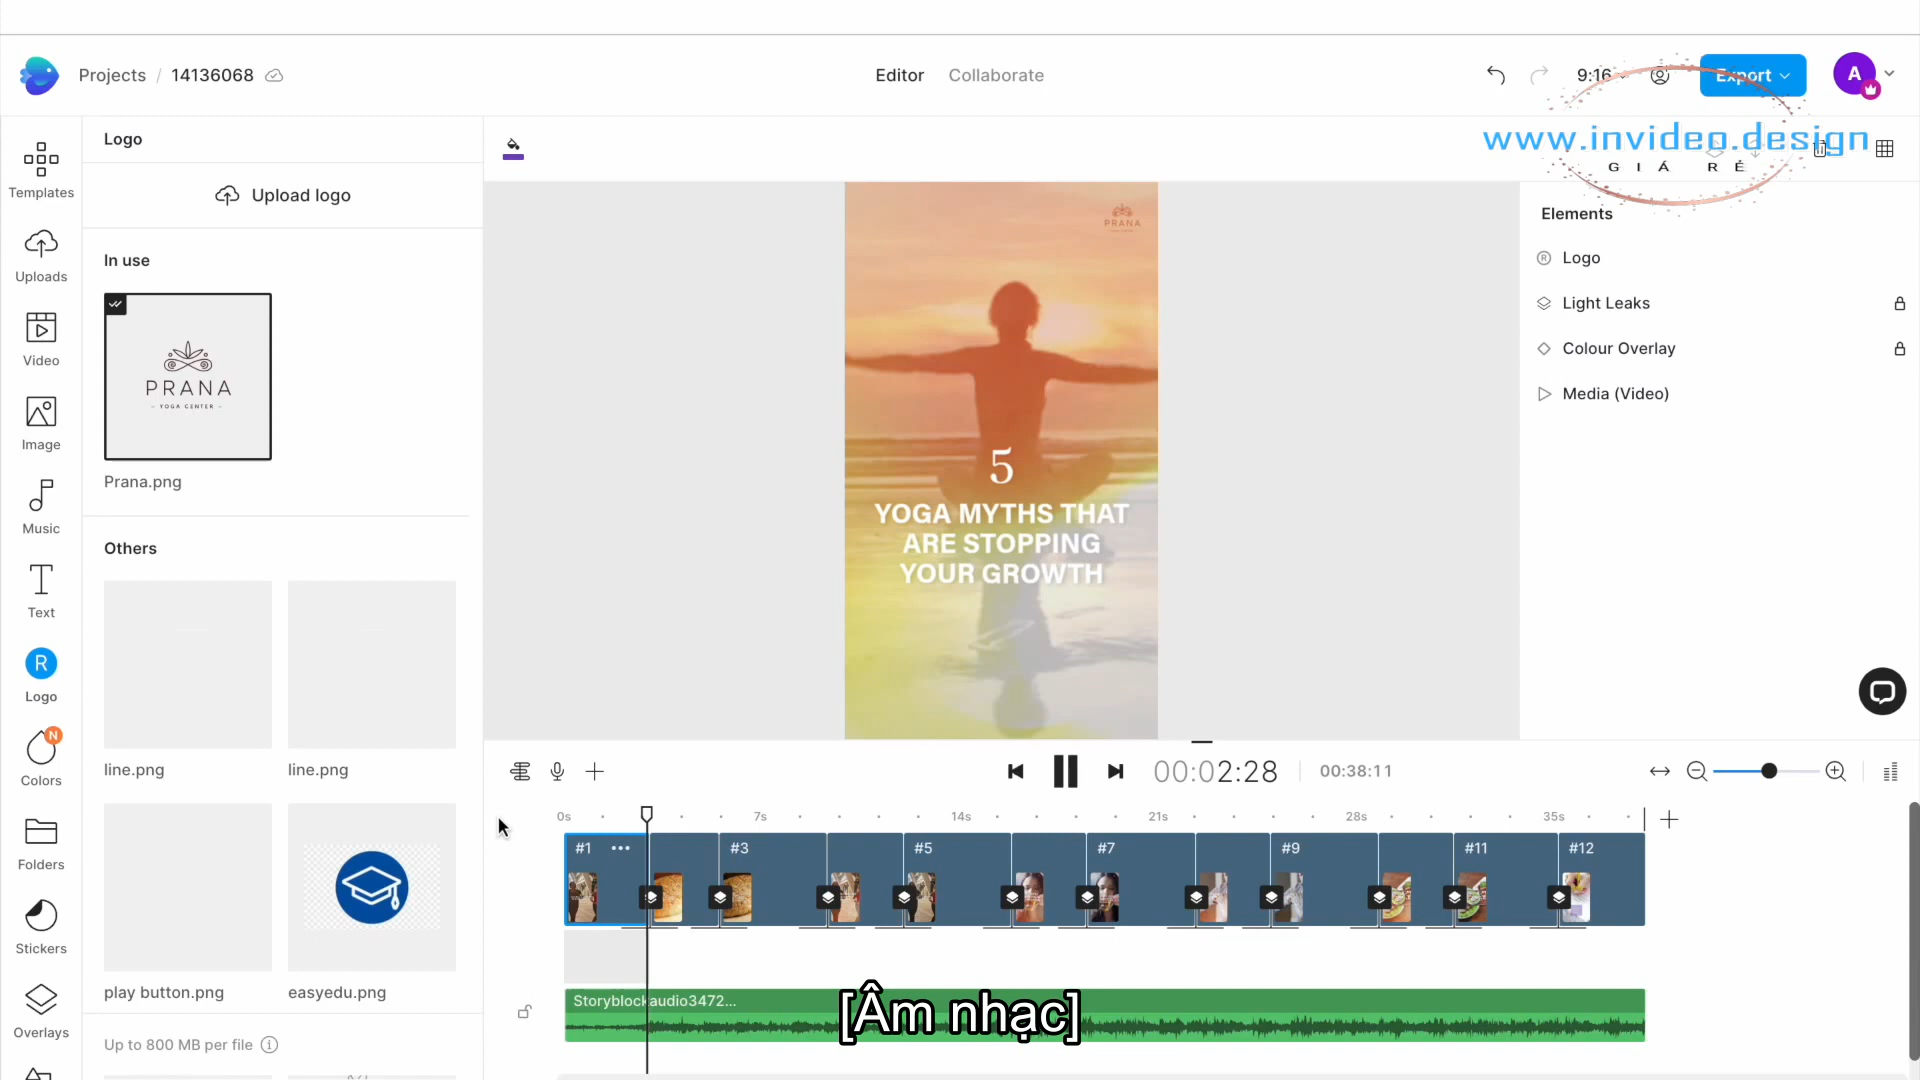 Projects / 14136068
Editor
Collaborate
9:16
Export
A
www.invideo.design
GIÁ RẺ
Templates
Uploads
Video
Image
Music
Text
R
Logo
N
Colors
Folders
Stickers
Overlays
Logo
Upload logo
In use
PRANA
- YOGA CENTER -
Prana.png
Others
line.png
line.png
play button.png
easyedu.png
Up to 800 MB per file
PRANA
5
YOGA MYTHS THAT
ARE STOPPING
YOUR GROWTH
Elements
Logo
Light Leaks
Colour Overlay
Media (Video)
00:02:28
00:38:11
0s
7s
14s
21s
28s
35s
#1
#3
#5
#7
#9
#11
#12
Storyblockaudio3472...
[Âm nhạc]